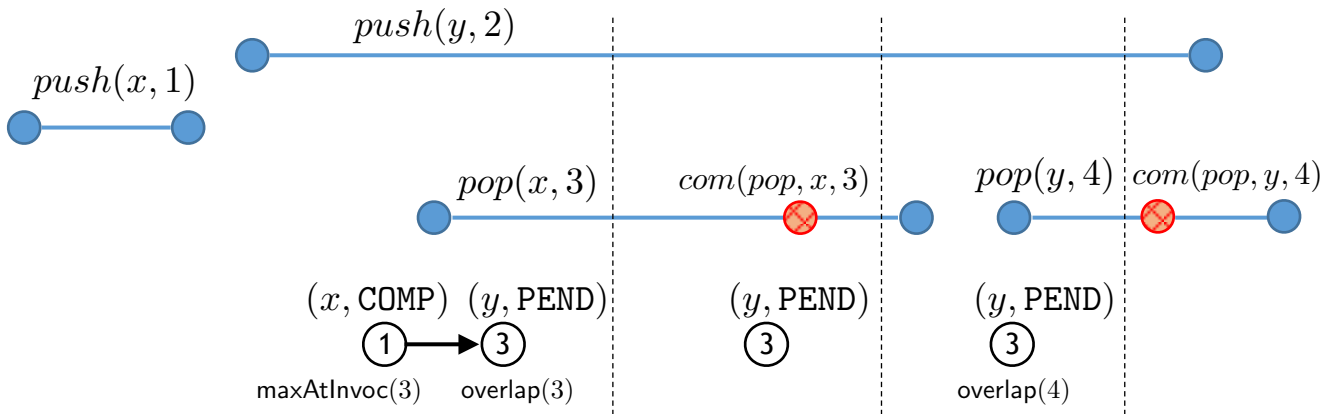 push(y, 2)
push(x, 1)
pop(x, 3)
com(pop, x, 3)
pop(y, 4)
com(pop, y, 4)
(x, COMP)
(y, PEND)
(y, PEND)
(y, PEND)
1
3
3
3
maxAtInvoc(3)
overlap(3)
overlap(4)